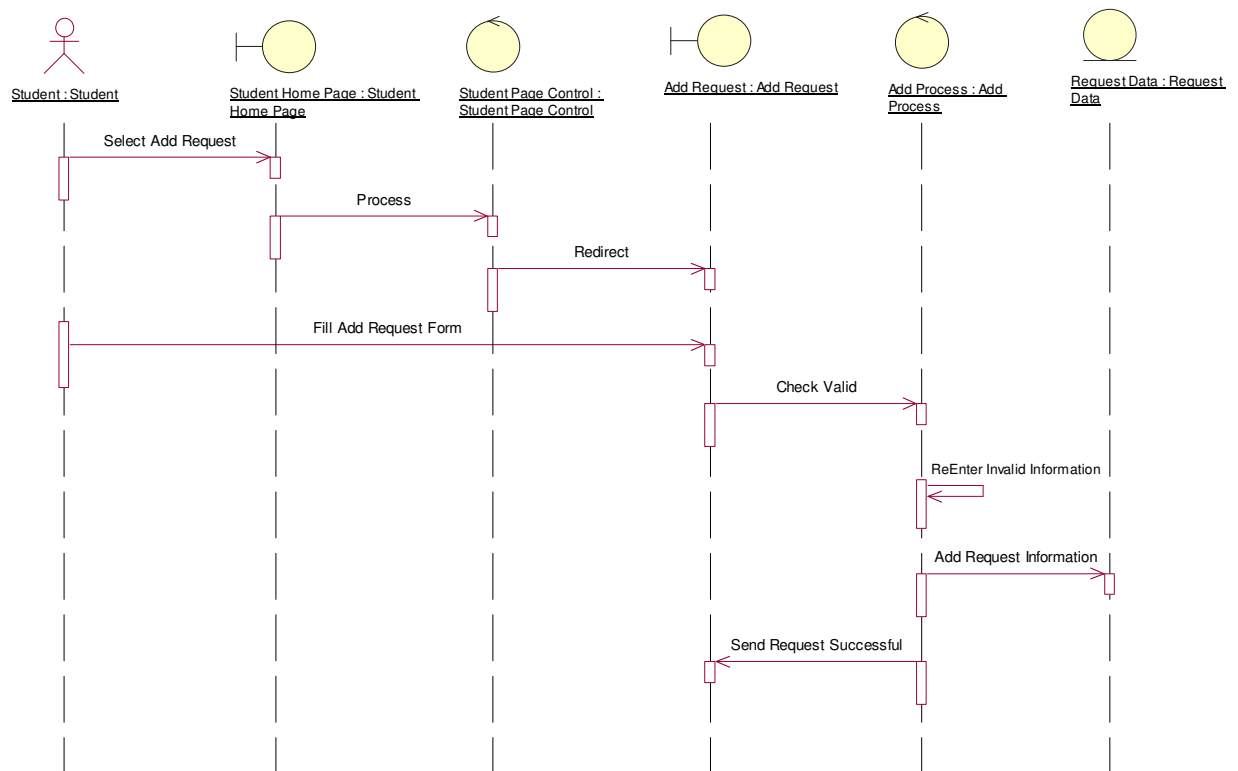 Student : Student
Student Home Page : Student
Home Page
Student Page Control :
Student Page Control
Add Request : Add Request
Add Process : Add
Process
Request Data : Request
Data
Select Add Request
Process
Redirect
Fill Add Request Form
Check Valid
ReEnter Invalid Information
Add Request Information
Send Request Successful